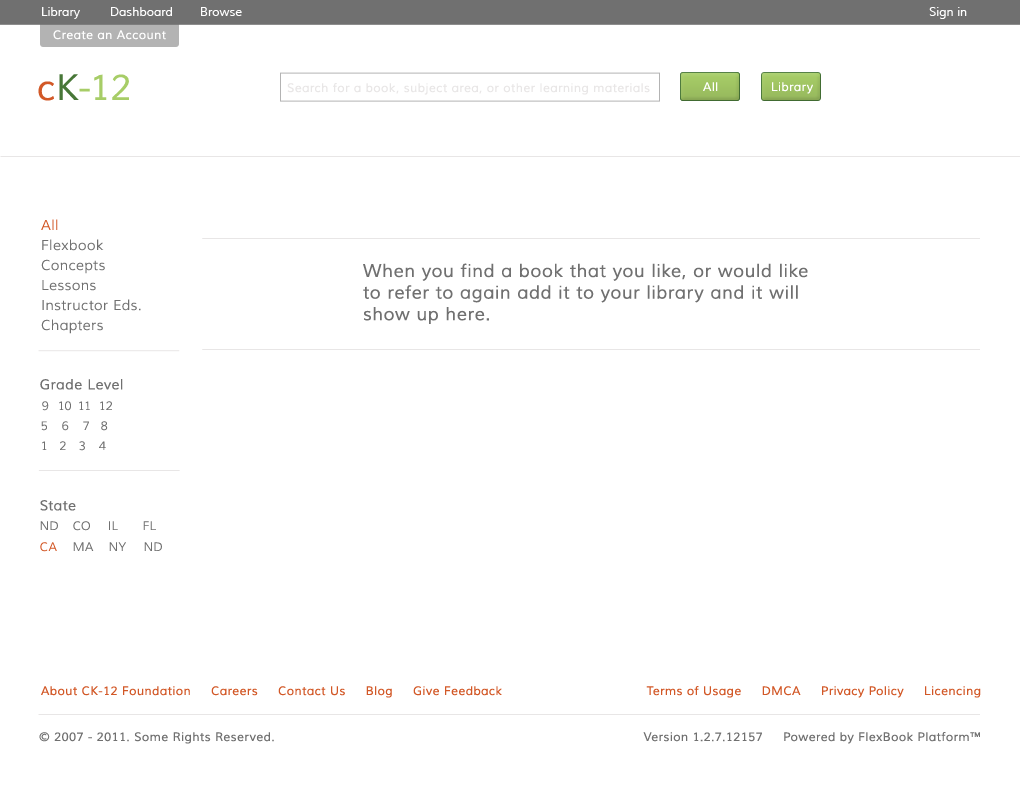 Library Dashboard Browse Sign in
Create an Account
cK-12
Search for a book, subject area, or other learning materials All Library
All
Flexbook
Concepts
Lessons
Instructor Eds.
Chapters
When you find a book that you like, or would like
to refer to again add it to your library and it will
show up here.
Grade Level
9 10 11 12
5 6 7 8
1 2 3 4
State
ND CO IL FL
CA MA NY ND
About CK-12 Foundation Careers Contact Us Blog Give Feedback Terms of Usage DMCA Privacy Policy Licencing
© 2007 - 2011. Some Rights Reserved. Version 1.2.7.12157 Powered by FlexBook Platform™